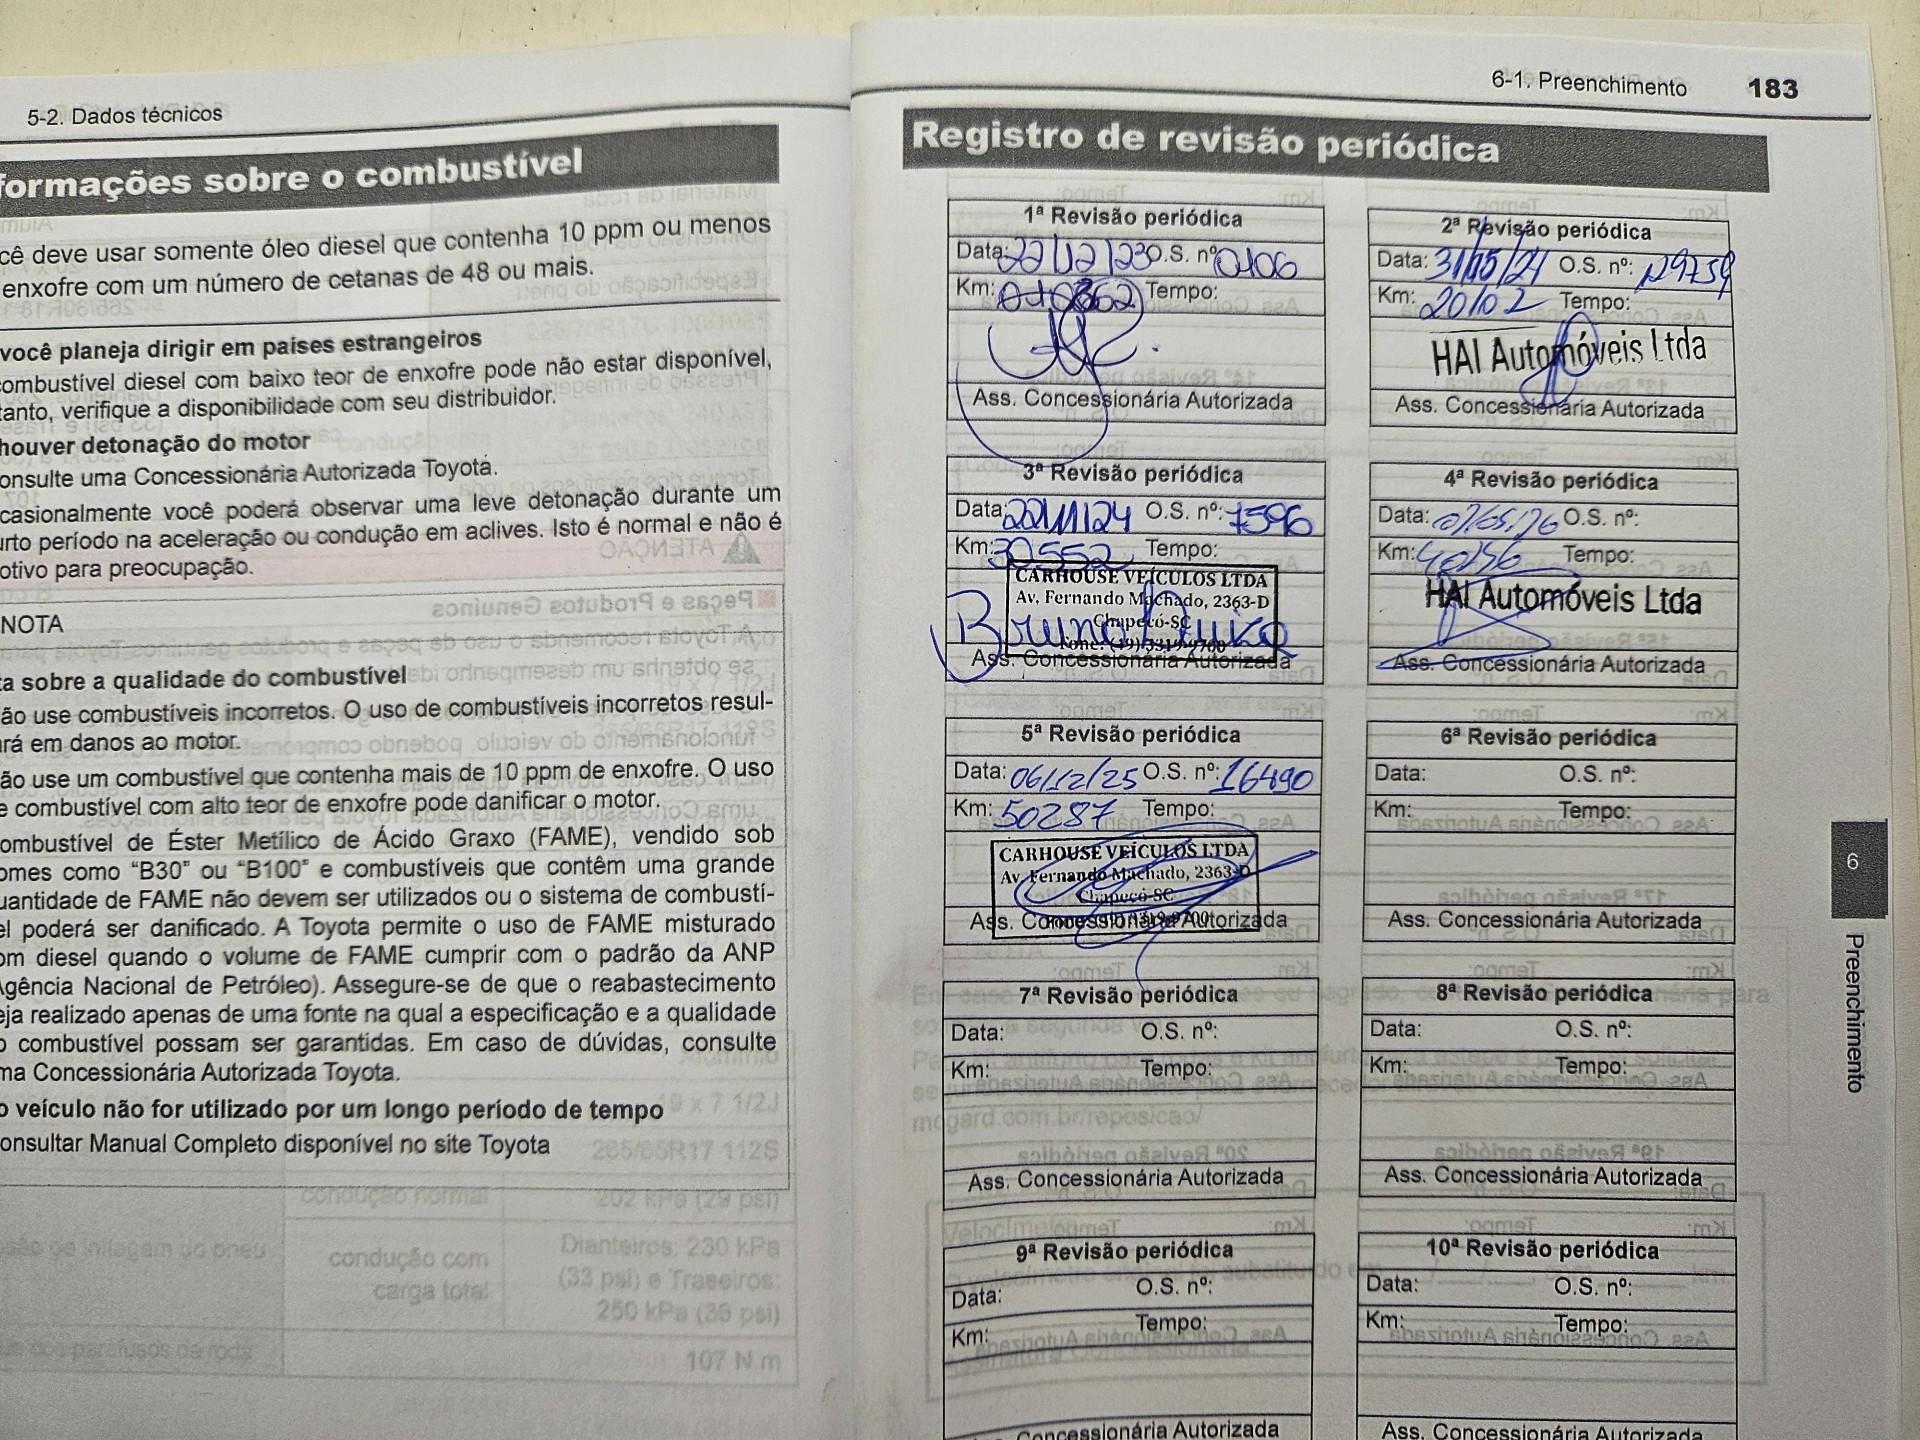 5-2. Dados técnicos
formações sobre o combustível
cê deve usar somente óleo diesel que contenha 10 ppm ou menos
enxofre com um número de cetanas de 48 ou mais.
você planeja dirigir em países estrangeiros
combustível diesel com baixo teor de enxofre pode não estar disponível,
tanto, verifique a disponibilidade com seu distribuidor.
houver detonação do motor
onsulte uma Concessionária Autorizada Toyota.
casionalmente você poderá observar uma leve detonação durante um
urto período na aceleração ou condução em aclives. Isto é normal e não é
otivo para preocupação.
NOTA
ta sobre a qualidade do combustível
ão use combustíveis incorretos. O uso de combustíveis incorretos resul-
ará em danos ao motor.
ão use um combustível que contenha mais de 10 ppm de enxofre. O uso
e combustível com alto teor de enxofre pode danificar o motor.
ombustível de Éster Metílico de Ácido Graxo (FAME), vendido sob
omes como “B30” ou “B100” e combustíveis que contêm uma grande
uantidade de FAME não devem ser utilizados ou o sistema de combustí-
el poderá ser danificado. A Toyota permite o uso de FAME misturado
om diesel quando o volume de FAME cumprir com o padrão da ANP
Agência Nacional de Petróleo). Assegure-se de que o reabastecimento
eja realizado apenas de uma fonte na qual a especificação e a qualidade
o combustível possam ser garantidas. Em caso de dúvidas, consulte
ma Concessionária Autorizada Toyota.
o veículo não for utilizado por um longo período de tempo
onsultar Manual Completo disponível no site Toyota
6-1. Preenchimento 183
Registro de revisão periódica
1ª Revisão periódica
Data: 22/12/23 O.S. nº
Km: Tempo:
Ass. Concessionária Autorizada
2ª Revisão periódica
Data: O.S. nº:
Km: 20102 Tempo:
HAI Automóveis Ltda
Ass. Concessionária Autorizada
3ª Revisão periódica
Data: 22/11/24 O.S. nº: 7596
Km: 30552 Tempo:
CARHOUSE VEÍCULOS LTDA
Av. Fernando Machado, 2363-D
Chapecó-SC
Fone: (49) 3319-9700
Ass. Concessionária Autorizada
4ª Revisão periódica
Data: O.S. nº:
Km: Tempo:
HAI Automóveis Ltda
Ass. Concessionária Autorizada
5ª Revisão periódica
Data: 06/12/25 O.S. nº: 16490
Km: 50287 Tempo:
CARHOUSE VEÍCULOS LTDA
Av. Fernando Machado, 2363-D
Chapecó-SC
Ass. Concessionária Autorizada
6ª Revisão periódica
Data: O.S. nº:
Km: Tempo:
Ass. Concessionária Autorizada
7ª Revisão periódica
Data: O.S. nº:
Km: Tempo:
Ass. Concessionária Autorizada
8ª Revisão periódica
Data: O.S. nº:
Km: Tempo:
Ass. Concessionária Autorizada
9ª Revisão periódica
Data: O.S. nº:
Km: Tempo:
Concessionária Autorizada
10ª Revisão periódica
Data: O.S. nº:
Km: Tempo:
Ass. Concessionária Autorizada
6
Preenchimento